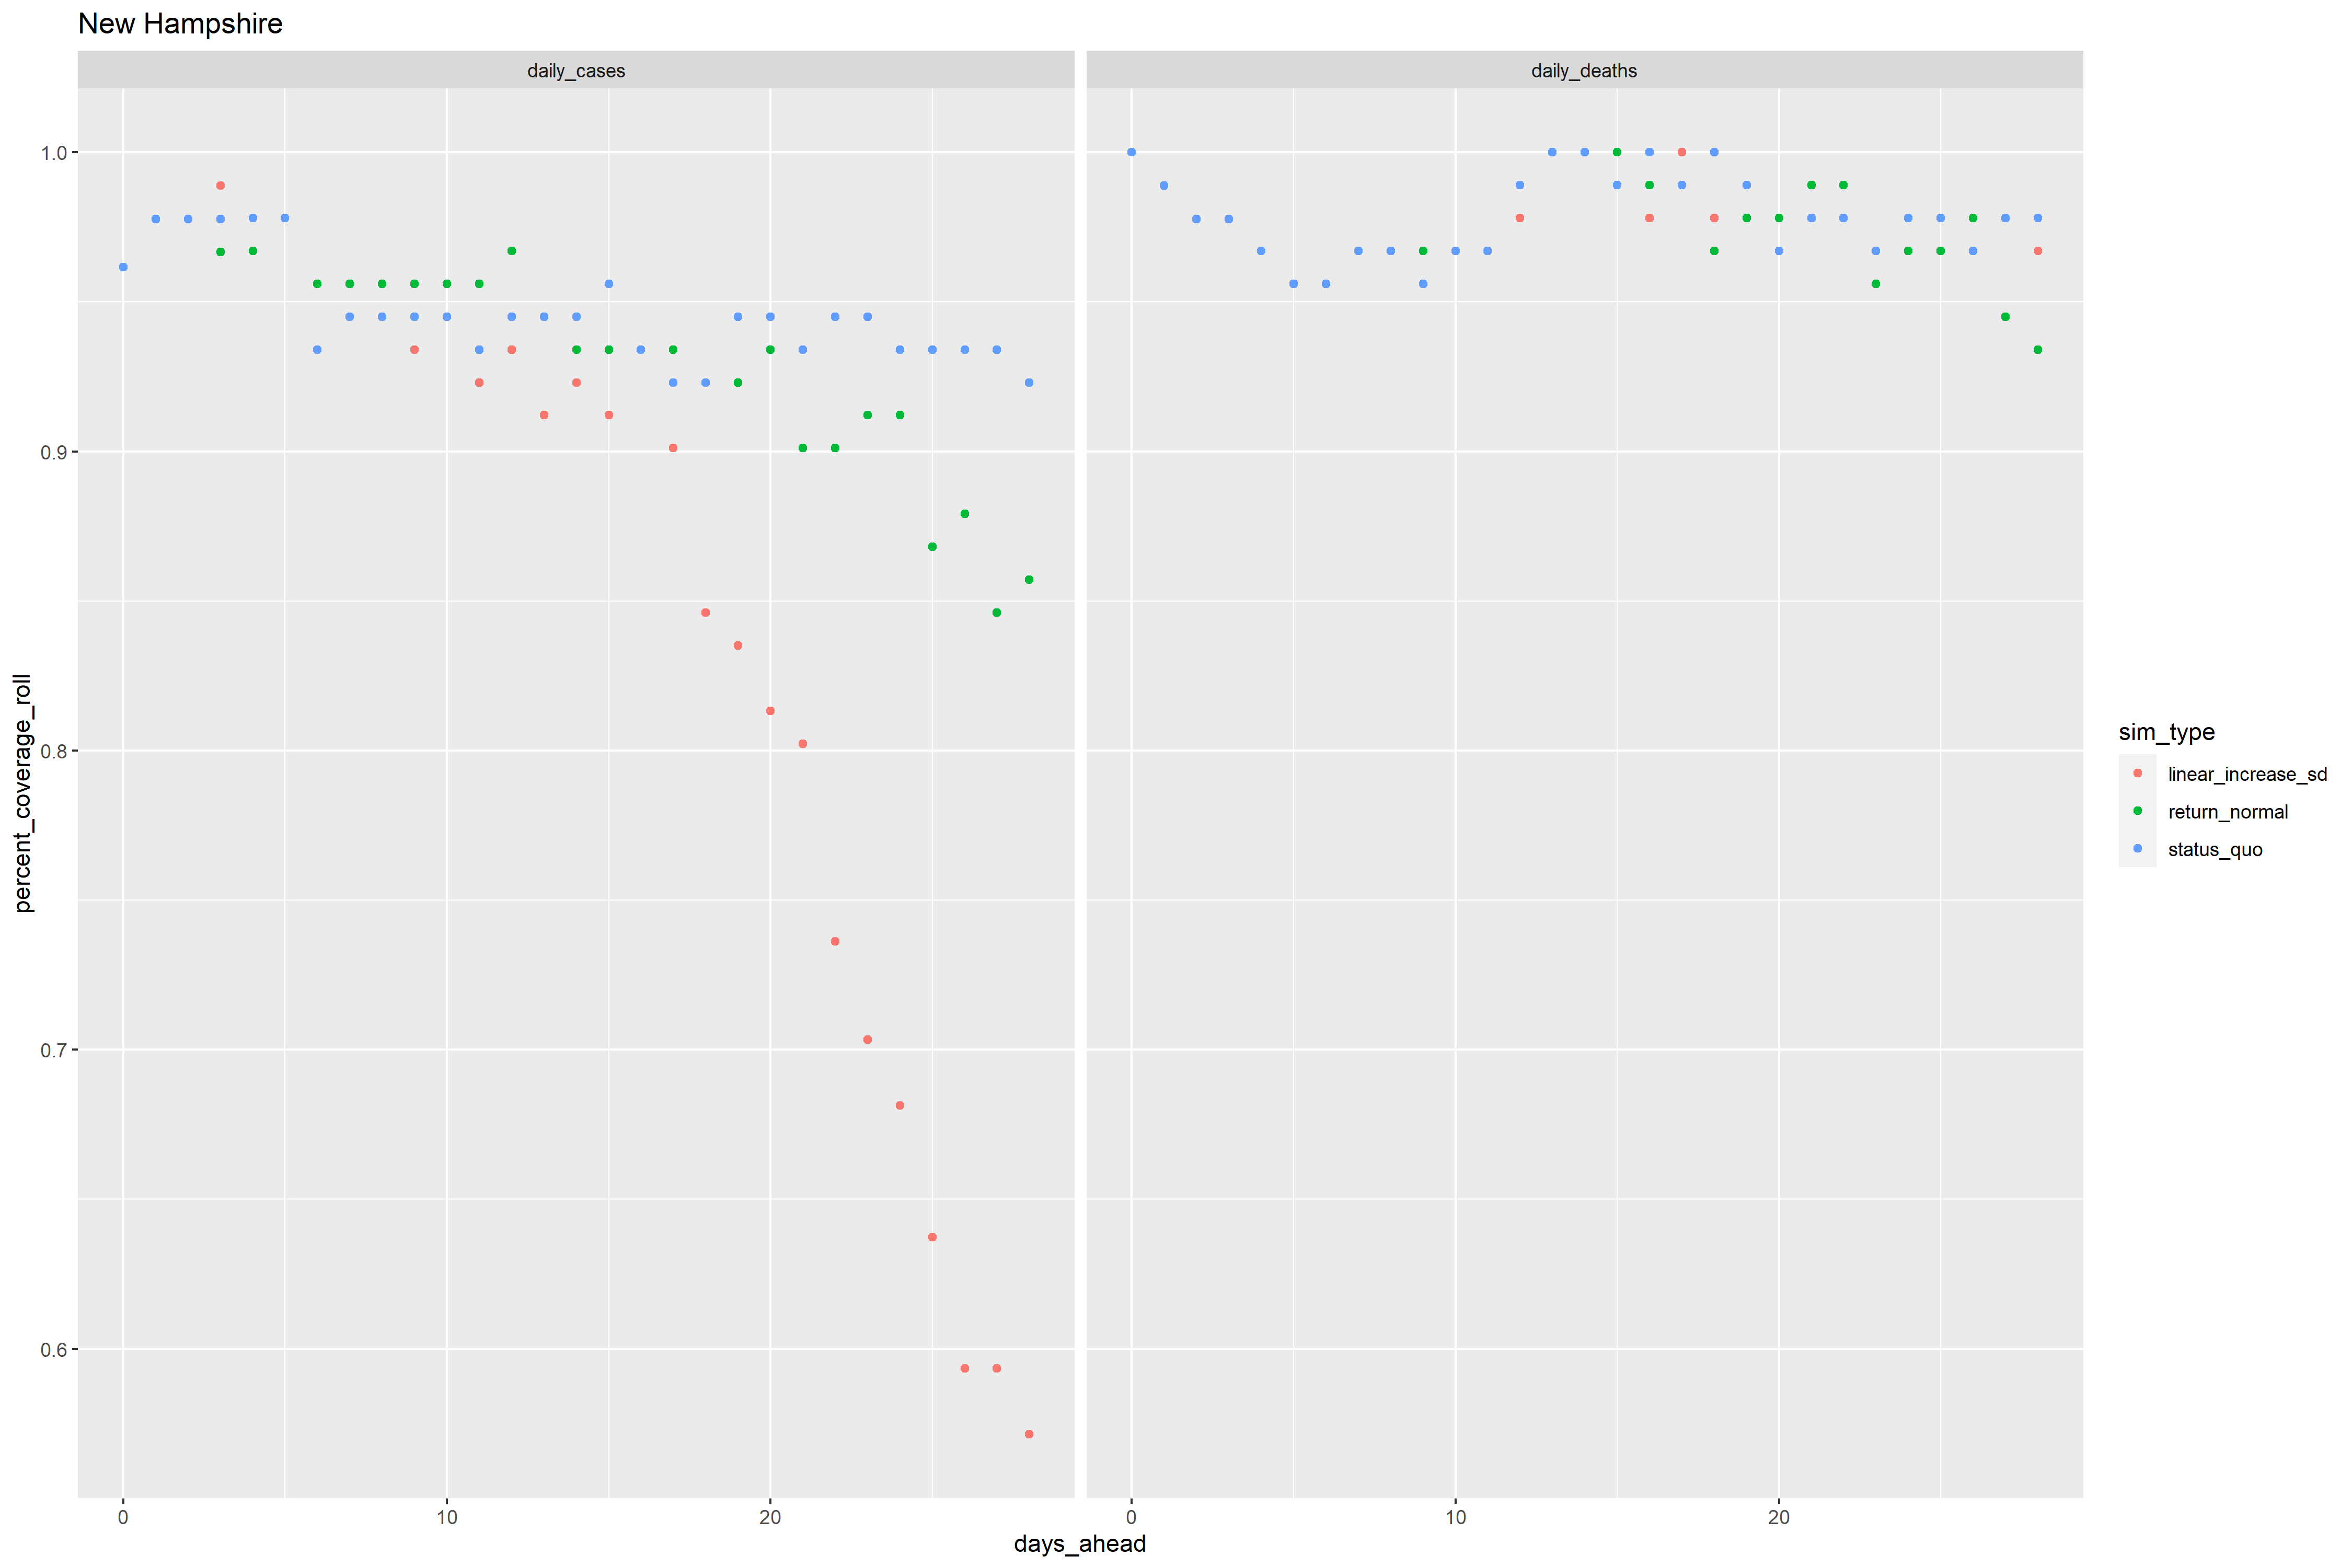 New Hampshire
daily_cases
daily_deaths
1.0
0.9
0.8
0.7
0.6
percent_coverage_roll
0
10
20
0
10
20
days_ahead
sim_type
linear_increase_sd
return_normal
status_quo